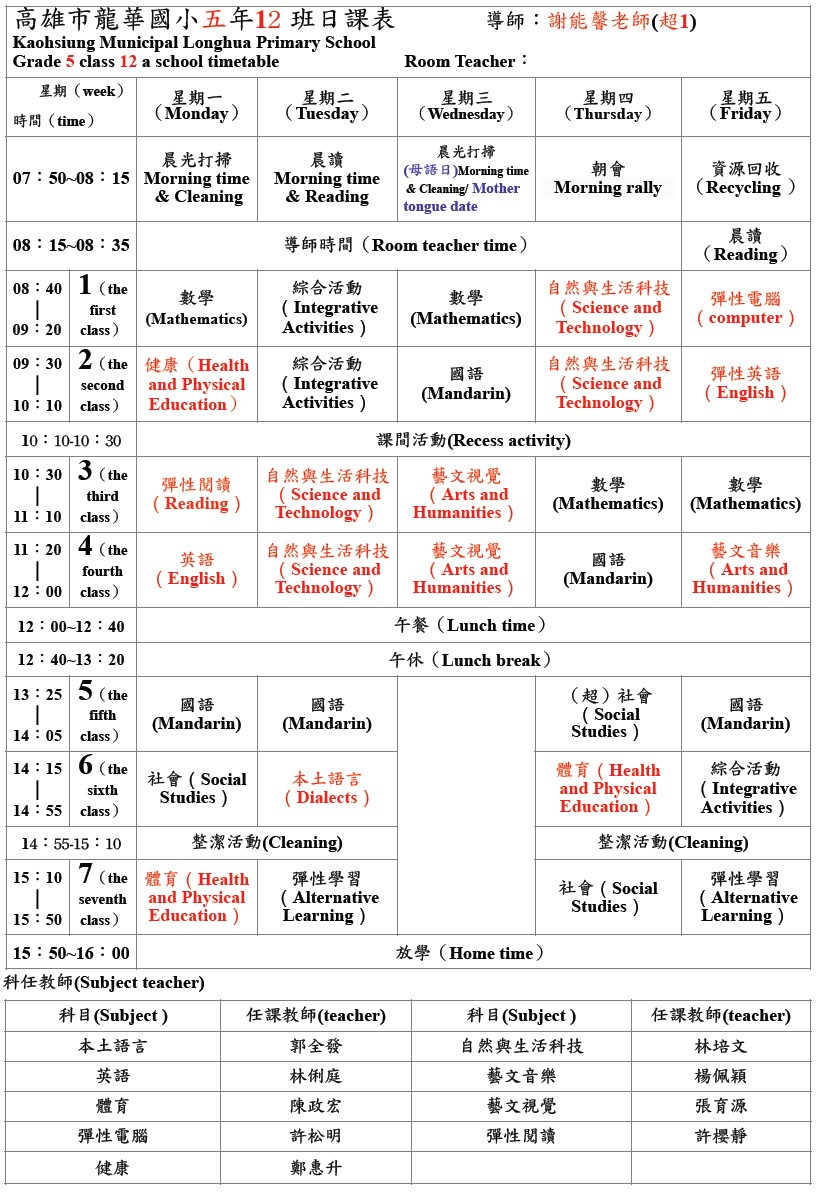 高雄市龍華國小五年12 班日課表 導師：謝能馨老師(超1)
Kaohsiung Municipal Longhua Primary School
Grade 5 class 12 a school timetable Room Teacher：
星期（week）
時間（time）
星期一
（Monday）
星期二
（Tuesday）
星期三
（Wednesday）
星期四
（Thursday）
星期五
（Friday）
07：50~08：15
晨光打掃
Morning time
& Cleaning
晨讀
Morning time
& Reading
晨光打掃
(母語日)Morning time
& Cleaning/ Mother
tongue date
朝會
Morning rally
資源回收
（Recycling ）
08：15~08：35
導師時間（Room teacher time）
晨讀
（Reading）
08：40
|
09：20
1（the
first
class）
數學
(Mathematics)
綜合活動
（Integrative
Activities）
數學
(Mathematics)
自然與生活科技
（Science and
Technology）
彈性電腦
（computer）
09：30
|
10：10
2（the
second
class）
健康（Health
and Physical
Education）
綜合活動
（Integrative
Activities）
國語
(Mandarin)
自然與生活科技
（Science and
Technology）
彈性英語
（English）
10：10-10：30
課間活動(Recess activity)
10：30
|
11：10
3（the
third
class）
彈性閱讀
（Reading）
自然與生活科技
（Science and
Technology）
藝文視覺
（Arts and
Humanities）
數學
(Mathematics)
數學
(Mathematics)
11：20
|
12：00
4（the
fourth
class）
英語
（English）
自然與生活科技
（Science and
Technology）
藝文視覺
（Arts and
Humanities）
國語
(Mandarin)
藝文音樂
（Arts and
Humanities）
12：00~12：40
午餐（Lunch time）
12：40~13：20
午休（Lunch break）
13：25
|
14：05
5（the
fifth
class）
國語
(Mandarin)
國語
(Mandarin)
（超）社會
（Social
Studies）
國語
(Mandarin)
14：15
|
14：55
6（the
sixth
class）
社會（Social
Studies）
本土語言
（Dialects）
體育（Health
and Physical
Education）
綜合活動
（Integrative
Activities）
14：55-15：10
整潔活動(Cleaning)
整潔活動(Cleaning)
15：10
|
15：50
7（the
seventh
class）
體育（Health
and Physical
Education）
彈性學習
（Alternative
Learning）
社會（Social
Studies）
彈性學習
（Alternative
Learning）
15：50~16：00
放學（Home time）
科任教師(Subject teacher)
科目(Subject ) 任課教師(teacher) 科目(Subject ) 任課教師(teacher)
本土語言 郭全發 自然與生活科技 林培文
英語 林俐庭 藝文音樂 楊佩穎
體育 陳政宏 藝文視覺 張育源
彈性電腦 許松明 彈性閱讀 許櫻靜
健康 鄭惠升